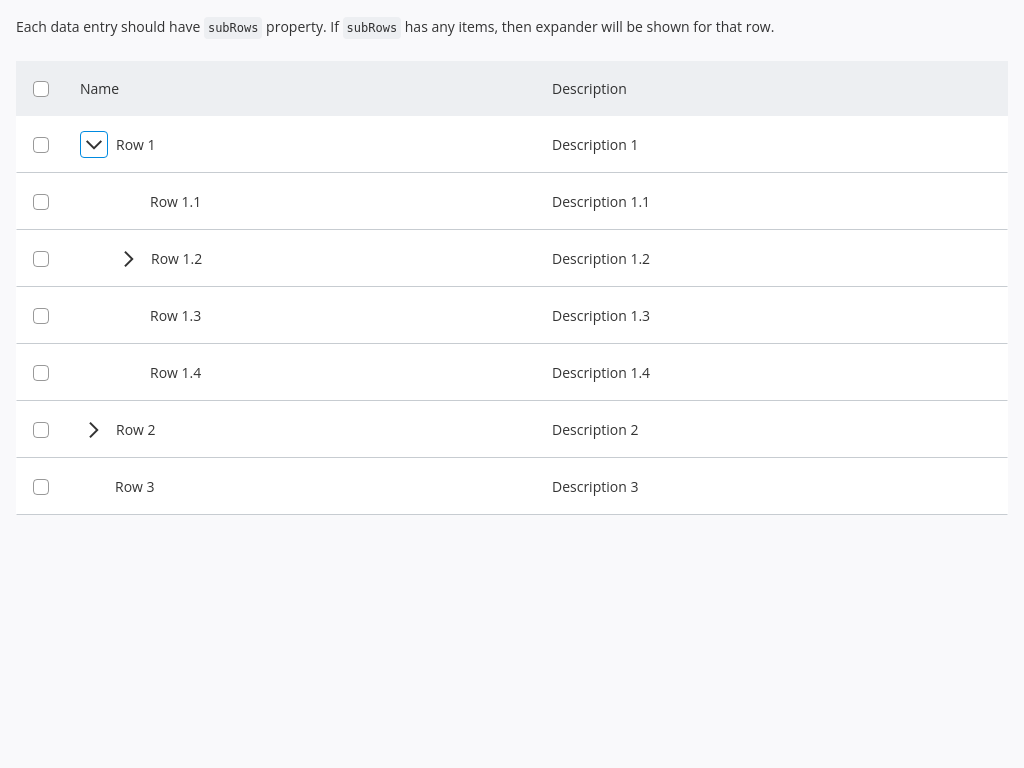 Each data entry should have subRows property. If subRows has any items, then expander will be shown for that row.
Name Description
Row 1 Description 1
Row 1.1 Description 1.1
Row 1.2 Description 1.2
Row 1.3 Description 1.3
Row 1.4 Description 1.4
Row 2 Description 2
Row 3 Description 3